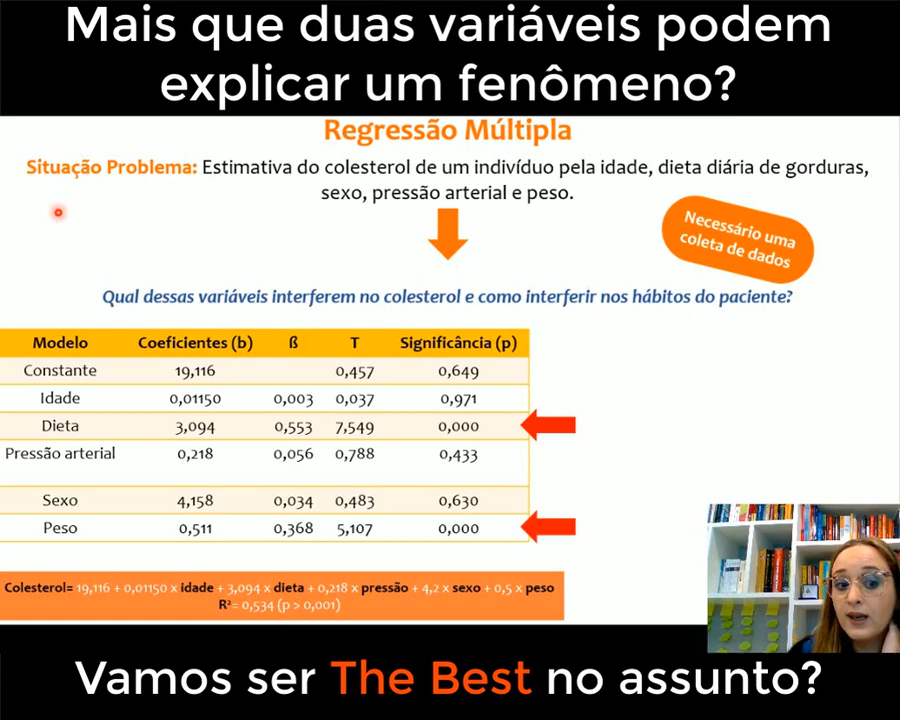 Mais que duas variáveis podem
explicar um fenômeno?
Regressão Múltipla
Situação Problema: Estimativa do colesterol de um indivíduo pela idade, dieta diária de gorduras,
sexo, pressão arterial e peso.
Necessário uma
coleta de dados
Qual dessas variáveis interferem no colesterol e como interferir nos hábitos do paciente?
Modelo Coeficientes (b) ß T Significância (p)
Constante 19,116 0,457 0,649
Idade 0,01150 0,003 0,037 0,971
Dieta 3,094 0,553 7,549 0,000
Pressão arterial 0,218 0,056 0,788 0,433
Sexo 4,158 0,034 0,483 0,630
Peso 0,511 0,368 5,107 0,000
Colesterol= 19,116 + 0,01150 x idade + 3,094 x dieta + 0,218 x pressão + 4,2 x sexo + 0,5 x peso
R²= 0,534 (p > 0,001)
Vamos ser The Best no assunto?